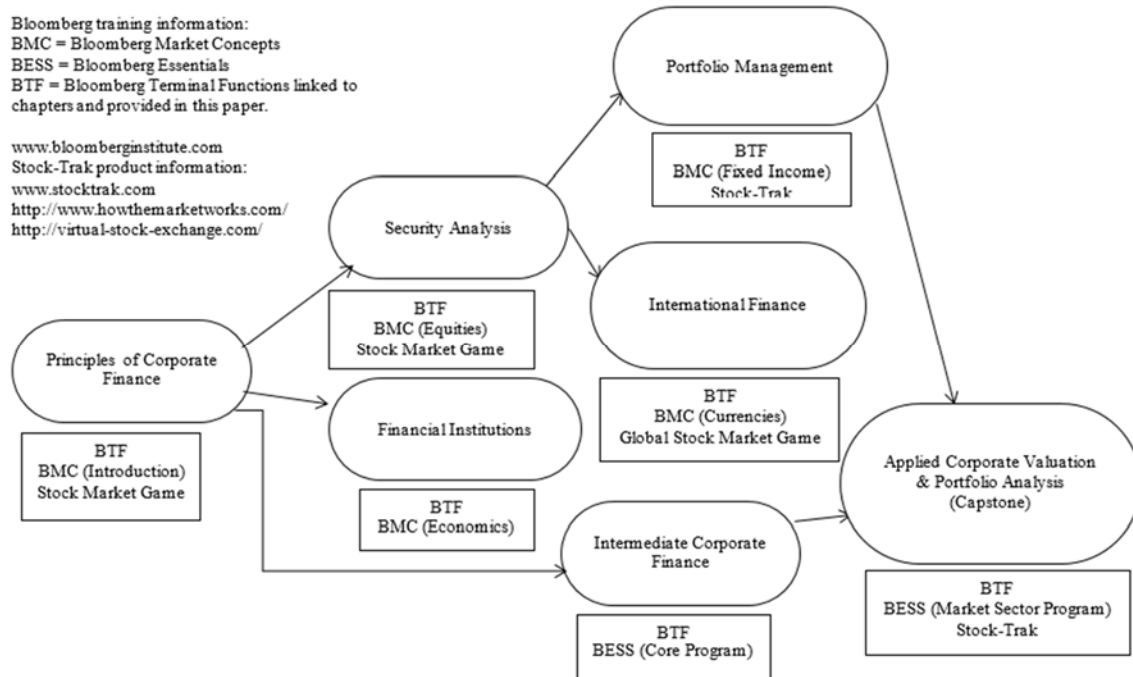 Bloomberg training information:
BMC = Bloomberg Market Concepts
BESS = Bloomberg Essentials
BTF = Bloomberg Terminal Functions linked to
chapters and provided in this paper.
www.bloomberginstitute.com
Stock-Trak product information:
www.stocktrak.com
http://www.howthemarketworks.com/
http://virtual-stock-exchange.com/
Portfolio Management
BTF
BMC (Fixed Income)
Stock-Trak
Security Analysis
BTF
BMC (Equities)
Stock Market Game
International Finance
BTF
BMC (Currencies)
Global Stock Market Game
Principles of Corporate
Finance
BTF
BMC (Introduction)
Stock Market Game
Financial Institutions
BTF
BMC (Economics)
Intermediate Corporate
Finance
BTF
BESS (Core Program)
Applied Corporate Valuation
& Portfolio Analysis
(Capstone)
BTF
BESS (Market Sector Program)
Stock-Trak